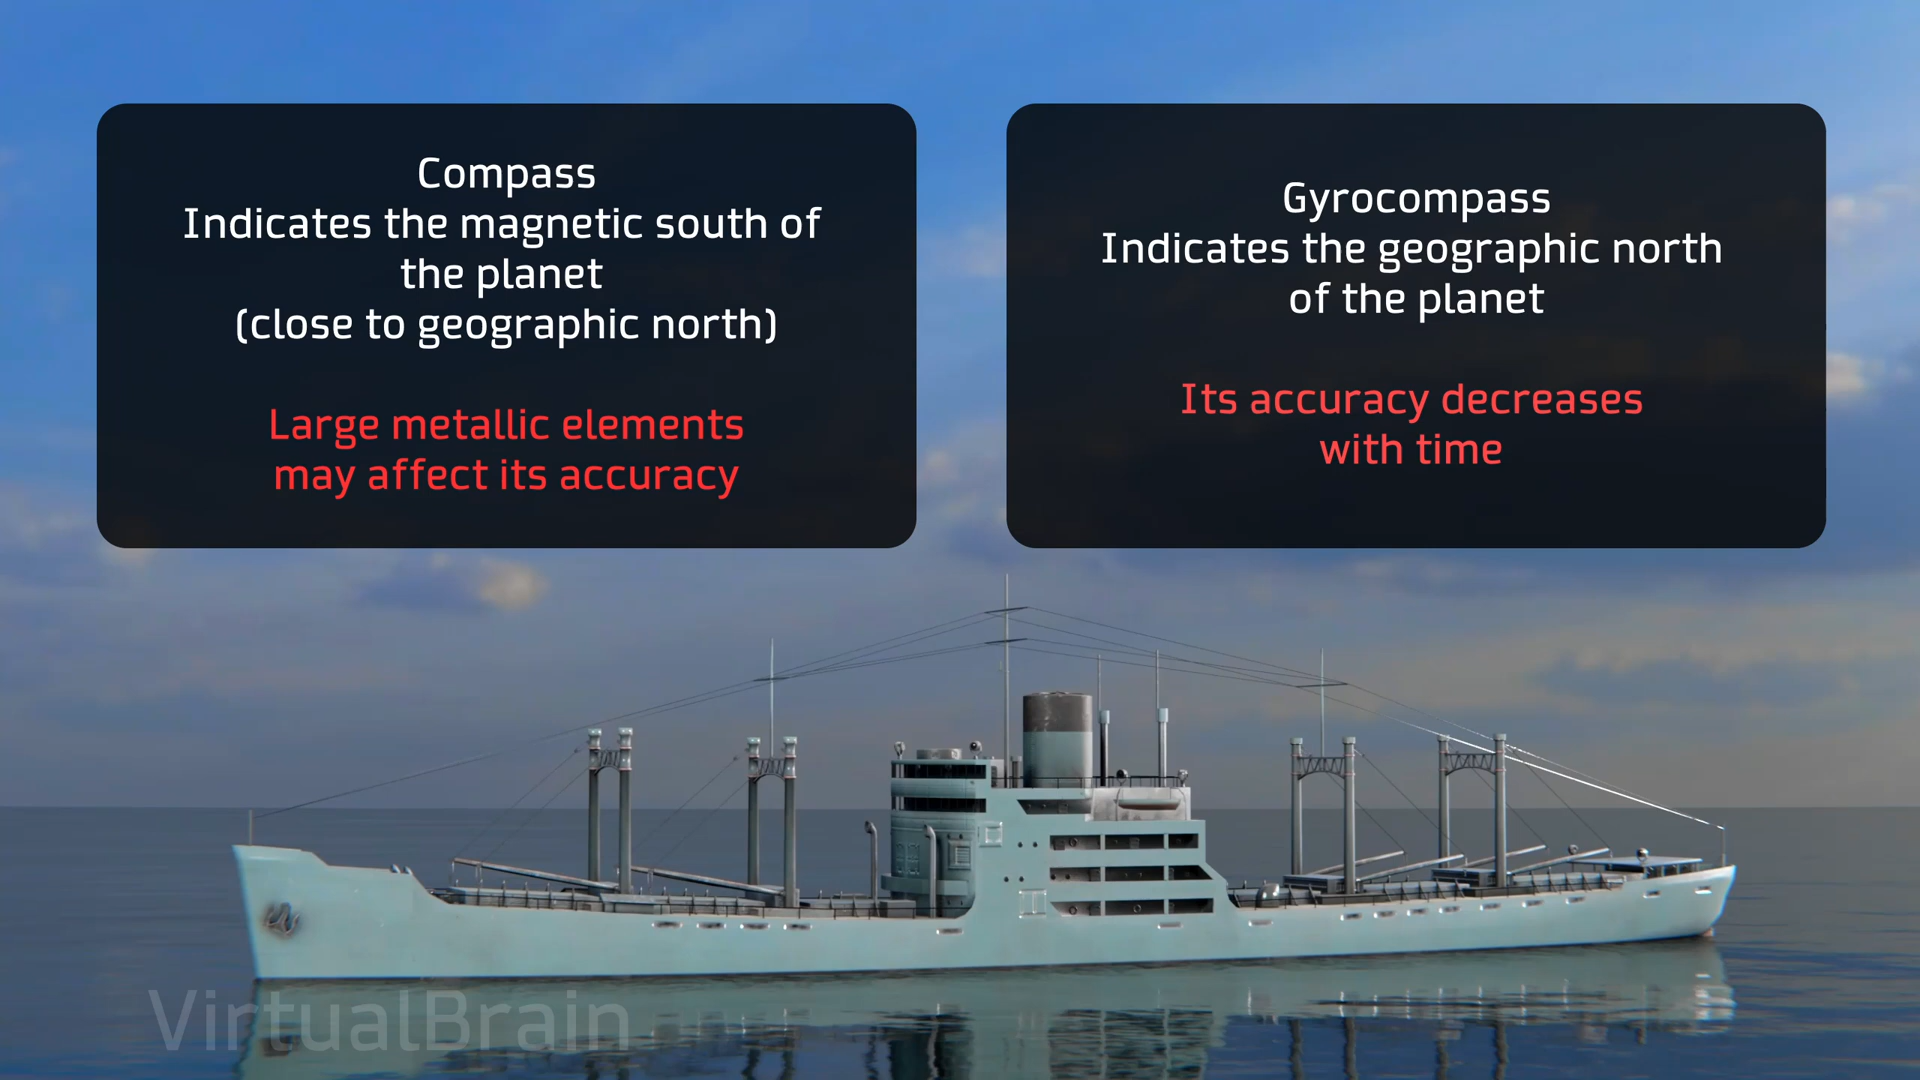 Compass
Indicates the magnetic south of
the planet
(close to geographic north)
Large metallic elements
may affect its accuracy
Gyrocompass
Indicates the geographic north
of the planet
Its accuracy decreases
with time
VirtualBrain